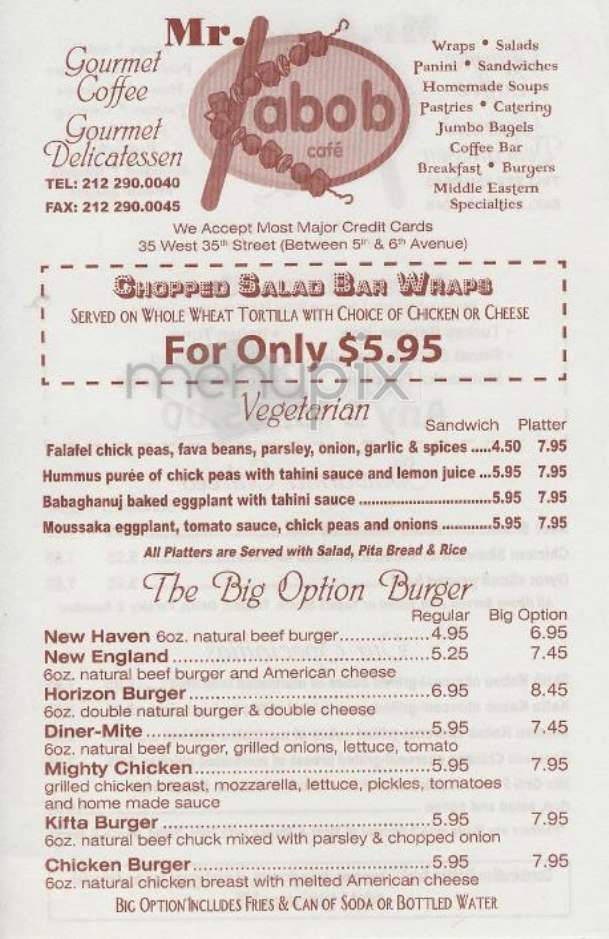 Mr. Kabob
café
Gourmet
Coffee
Gourmet
Delicatessen
TEL: 212 290.0040
FAX: 212 290.0045
Wraps • Salads
Panini • Sandwiches
Homemade Soups
Pastries • Catering
Jumbo Bagels
Coffee Bar
Breakfast • Burgers
Middle Eastern
Specialties
We Accept Most Major Credit Cards
35 West 35th Street (Between 5th & 6th Avenue)
CHOPPED SALAD BAR WRAPS
SERVED ON WHOLE WHEAT TORTILLA WITH CHOICE OF CHICKEN OR CHEESE
For Only $5.95
menupix
Vegetarian
Sandwich Platter
Falafel chick peas, fava beans, parsley, onion, garlic & spices .....4.50 7.95
Hummus purée of chick peas with tahini sauce and lemon juice ...5.95 7.95
Babaghanuj baked eggplant with tahini sauce ..............................5.95 7.95
Moussaka eggplant, tomato sauce, chick peas and onions ............5.95 7.95
All Platters are Served with Salad, Pita Bread & Rice
The Big Option Burger
Regular Big Option
New Haven 6oz. natural beef burger..............4.95 6.95
New England .......................................5.25 7.45
6oz. natural beef burger and American cheese
Horizon Burger.....................................6.95 8.45
6oz. double natural burger & double cheese
Diner-Mite ..........................................5.95 7.45
6oz. natural beef burger, grilled onions, lettuce, tomato
Mighty Chicken....................................5.95 7.95
grilled chicken breast, mozzarella, lettuce, pickles, tomatoes
and home made sauce
Kifta Burger ........................................5.95 7.95
6oz. natural beef chuck mixed with parsley & chopped onion
Chicken Burger....................................5.95 7.95
6oz. natural chicken breast with melted American cheese
BIG OPTION INCLUDES FRIES & CAN OF SODA OR BOTTLED WATER